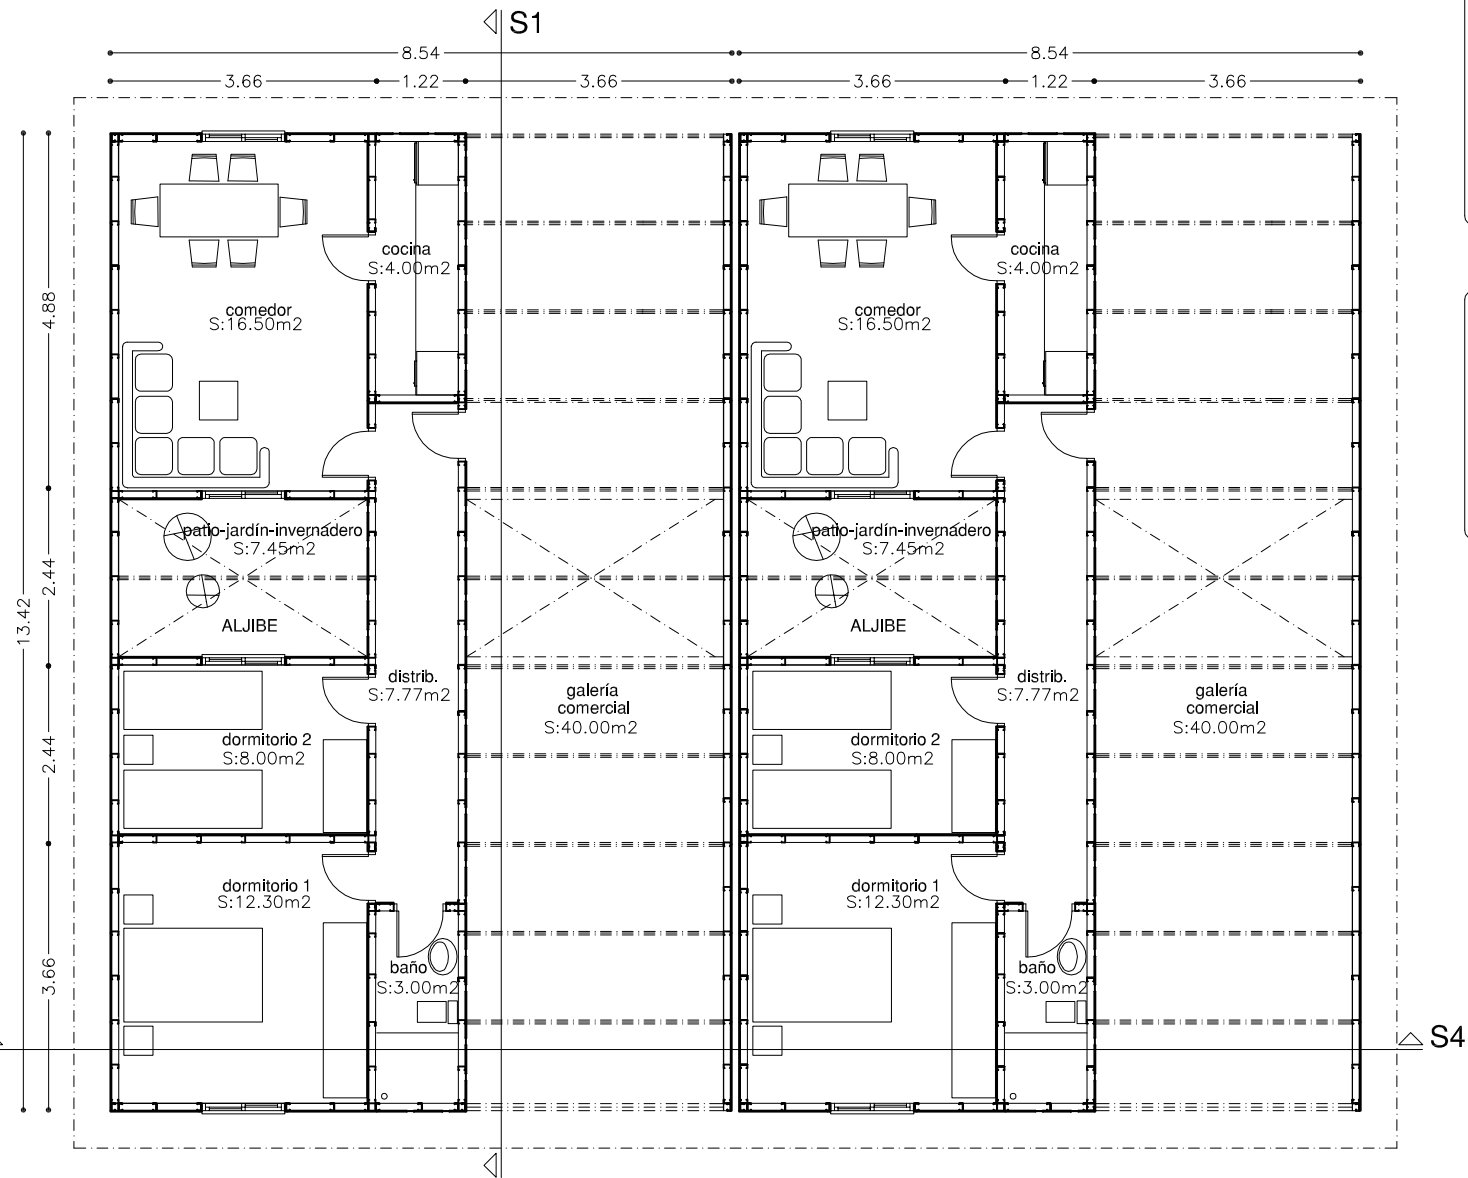 S1
8.54
8.54
3.66
1.22
3.66
3.66
1.22
3.66
cocina
S:4.00m2
cocina
S:4.00m2
4.88
comedor
S:16.50m2
comedor
S:16.50m2
patio-jardín-invernadero
S:7.45m2
patio-jardín-invernadero
S:7.45m2
2.44
13.42
ALJIBE
ALJIBE
distrib.
S:7.77m2
distrib.
S:7.77m2
galería
comercial
S:40.00m2
galería
comercial
S:40.00m2
2.44
dormitorio 2
S:8.00m2
dormitorio 2
S:8.00m2
dormitorio 1
S:12.30m2
dormitorio 1
S:12.30m2
3.66
baño
S:3.00m2
baño
S:3.00m2
S4